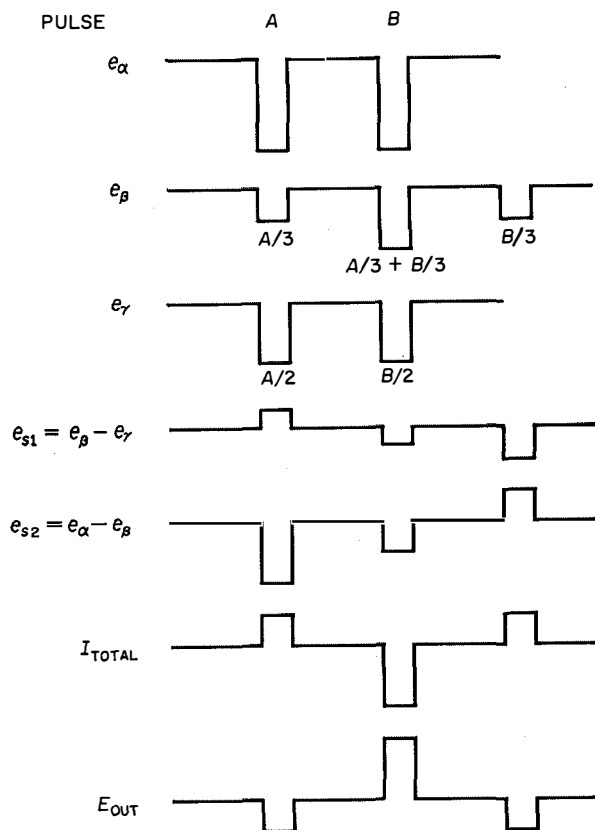 PULSE A B
eα
eβ
A/3 A/3 + B/3 B/3
eγ
A/2 B/2
es1 = eβ − eγ
es2 = eα − eβ
ITOTAL
EOUT